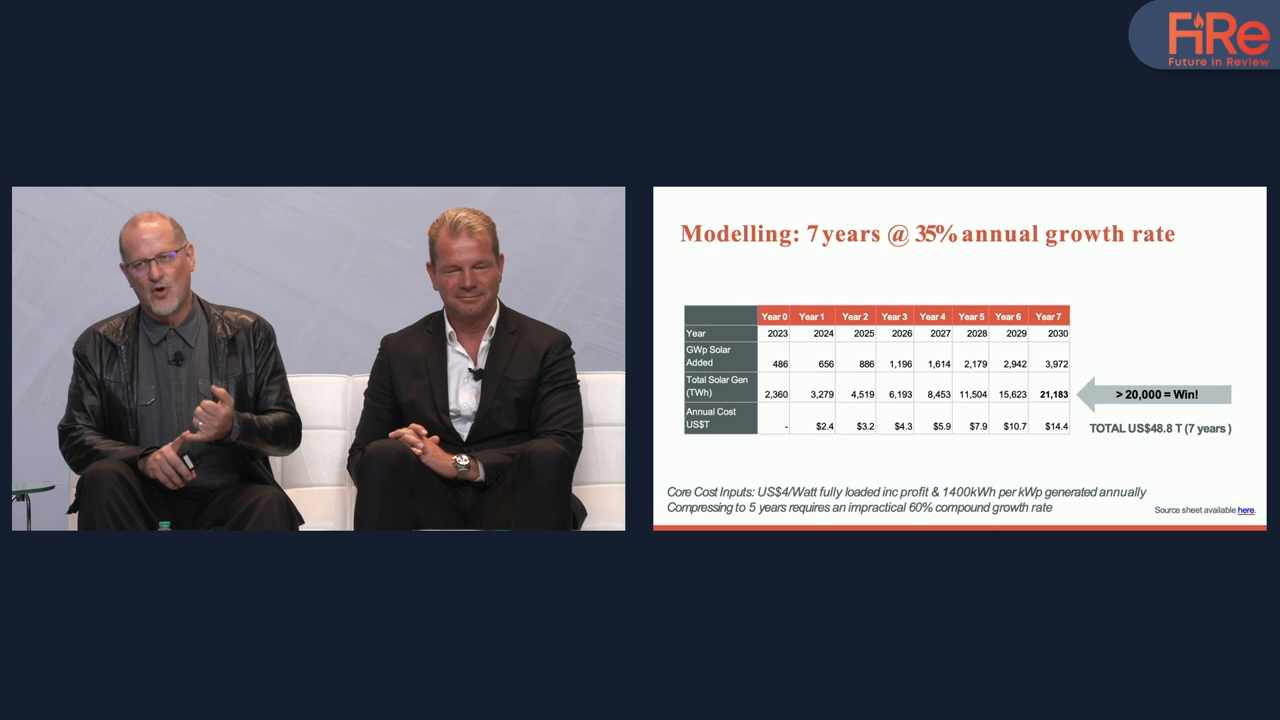 FiRe
Future in Review
Modelling: 7 years @ 35% annual growth rate
Year 0 Year 1 Year 2 Year 3 Year 4 Year 5 Year 6 Year 7
Year 2023 2024 2025 2026 2027 2028 2029 2030
GWp Solar
Added 486 656 886 1,196 1,614 2,179 2,942 3,972
Total Solar Gen
(TWh) 2,360 3,279 4,519 6,193 8,453 11,504 15,623 21,183
> 20,000 = Win!
Annual Cost
US$T - $2.4 $3.2 $4.3 $5.9 $7.9 $10.7 $14.4
TOTAL US$48.8 T (7 years )
Core Cost Inputs: US$4/Watt fully loaded inc profit & 1400kWh per kWp generated annually
Compressing to 5 years requires an impractical 60% compound growth rate
Source sheet available here.